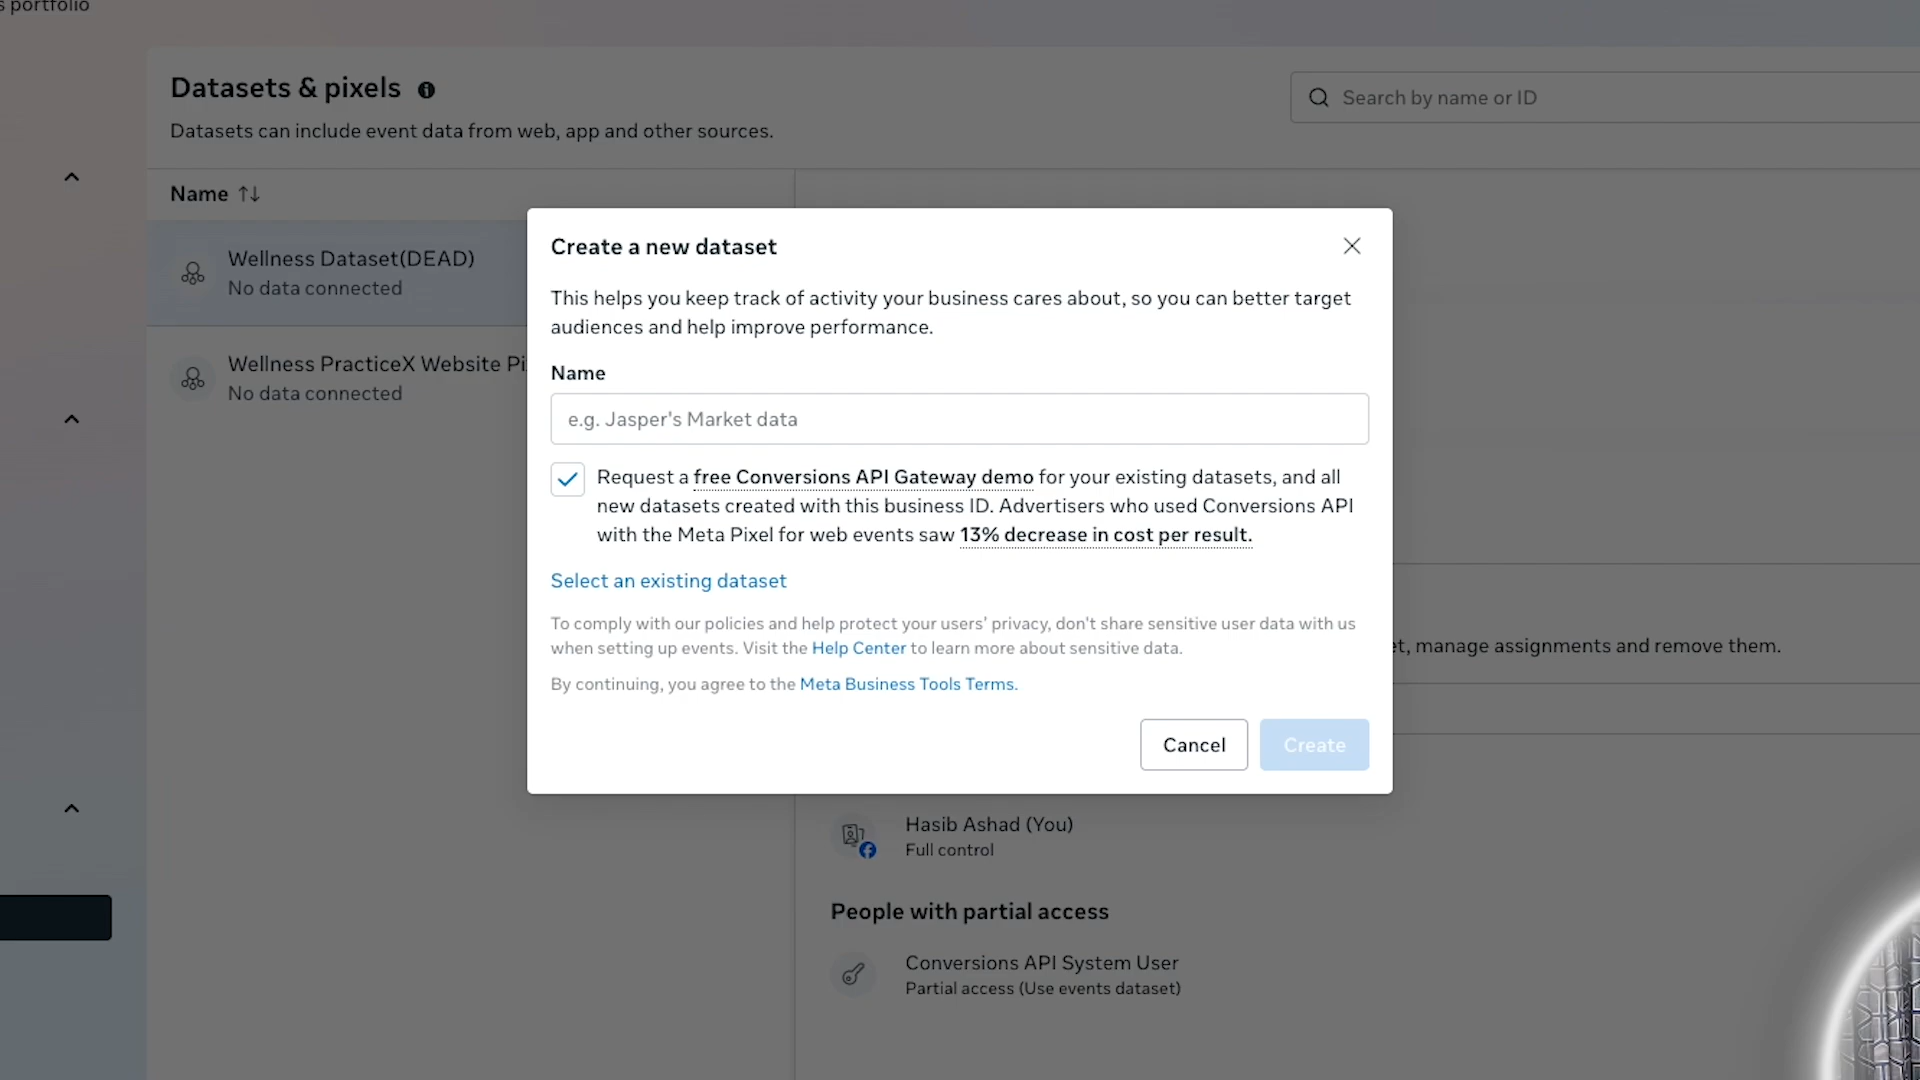 s portfolio
Datasets & pixels
Search by name or ID
Datasets can include event data from web, app and other sources.
Name
Wellness Dataset(DEAD)
No data connected
Wellness PracticeX Website Pi
No data connected
Create a new dataset
This helps you keep track of activity your business cares about, so you can better target
audiences and help improve performance.
Name
e.g. Jasper's Market data
Request a free Conversions API Gateway demo for your existing datasets, and all
new datasets created with this business ID. Advertisers who used Conversions API
with the Meta Pixel for web events saw 13% decrease in cost per result.
Select an existing dataset
To comply with our policies and help protect your users' privacy, don't share sensitive user data with us
when setting up events. Visit the Help Center to learn more about sensitive data.
By continuing, you agree to the Meta Business Tools Terms.
Cancel
Create
et, manage assignments and remove them.
Hasib Ashad (You)
Full control
People with partial access
Conversions API System User
Partial access (Use events dataset)